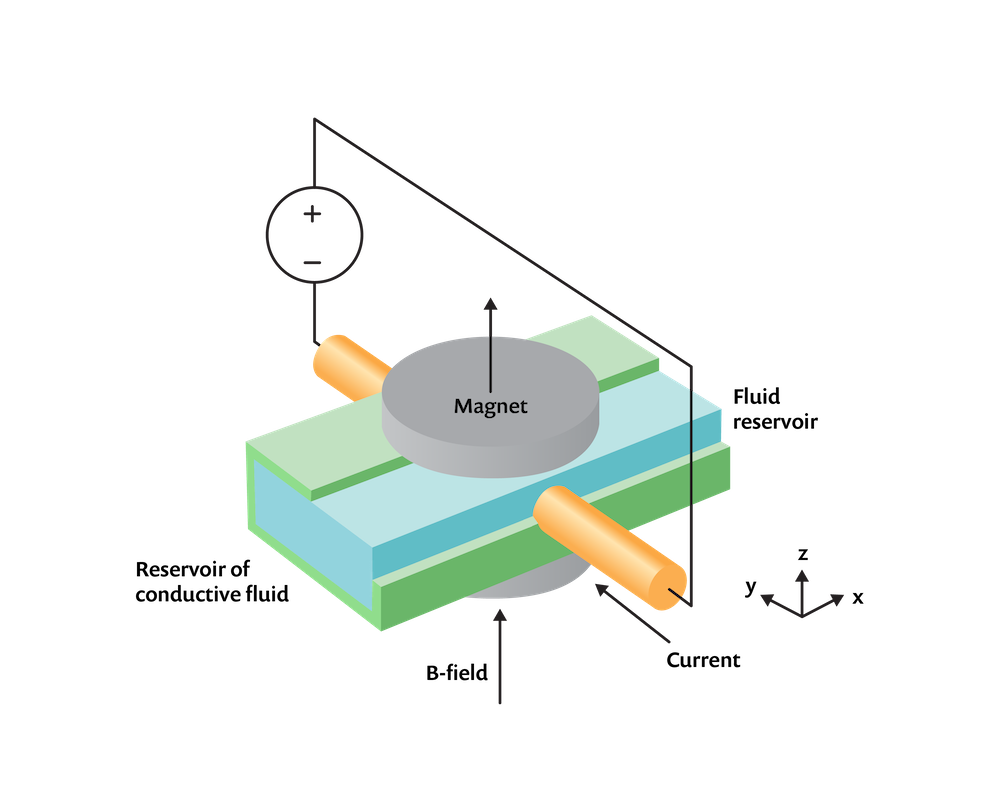 +
−
Magnet
Fluid
reservoir
Reservoir of
conductive fluid
z
y
x
Current
B-field